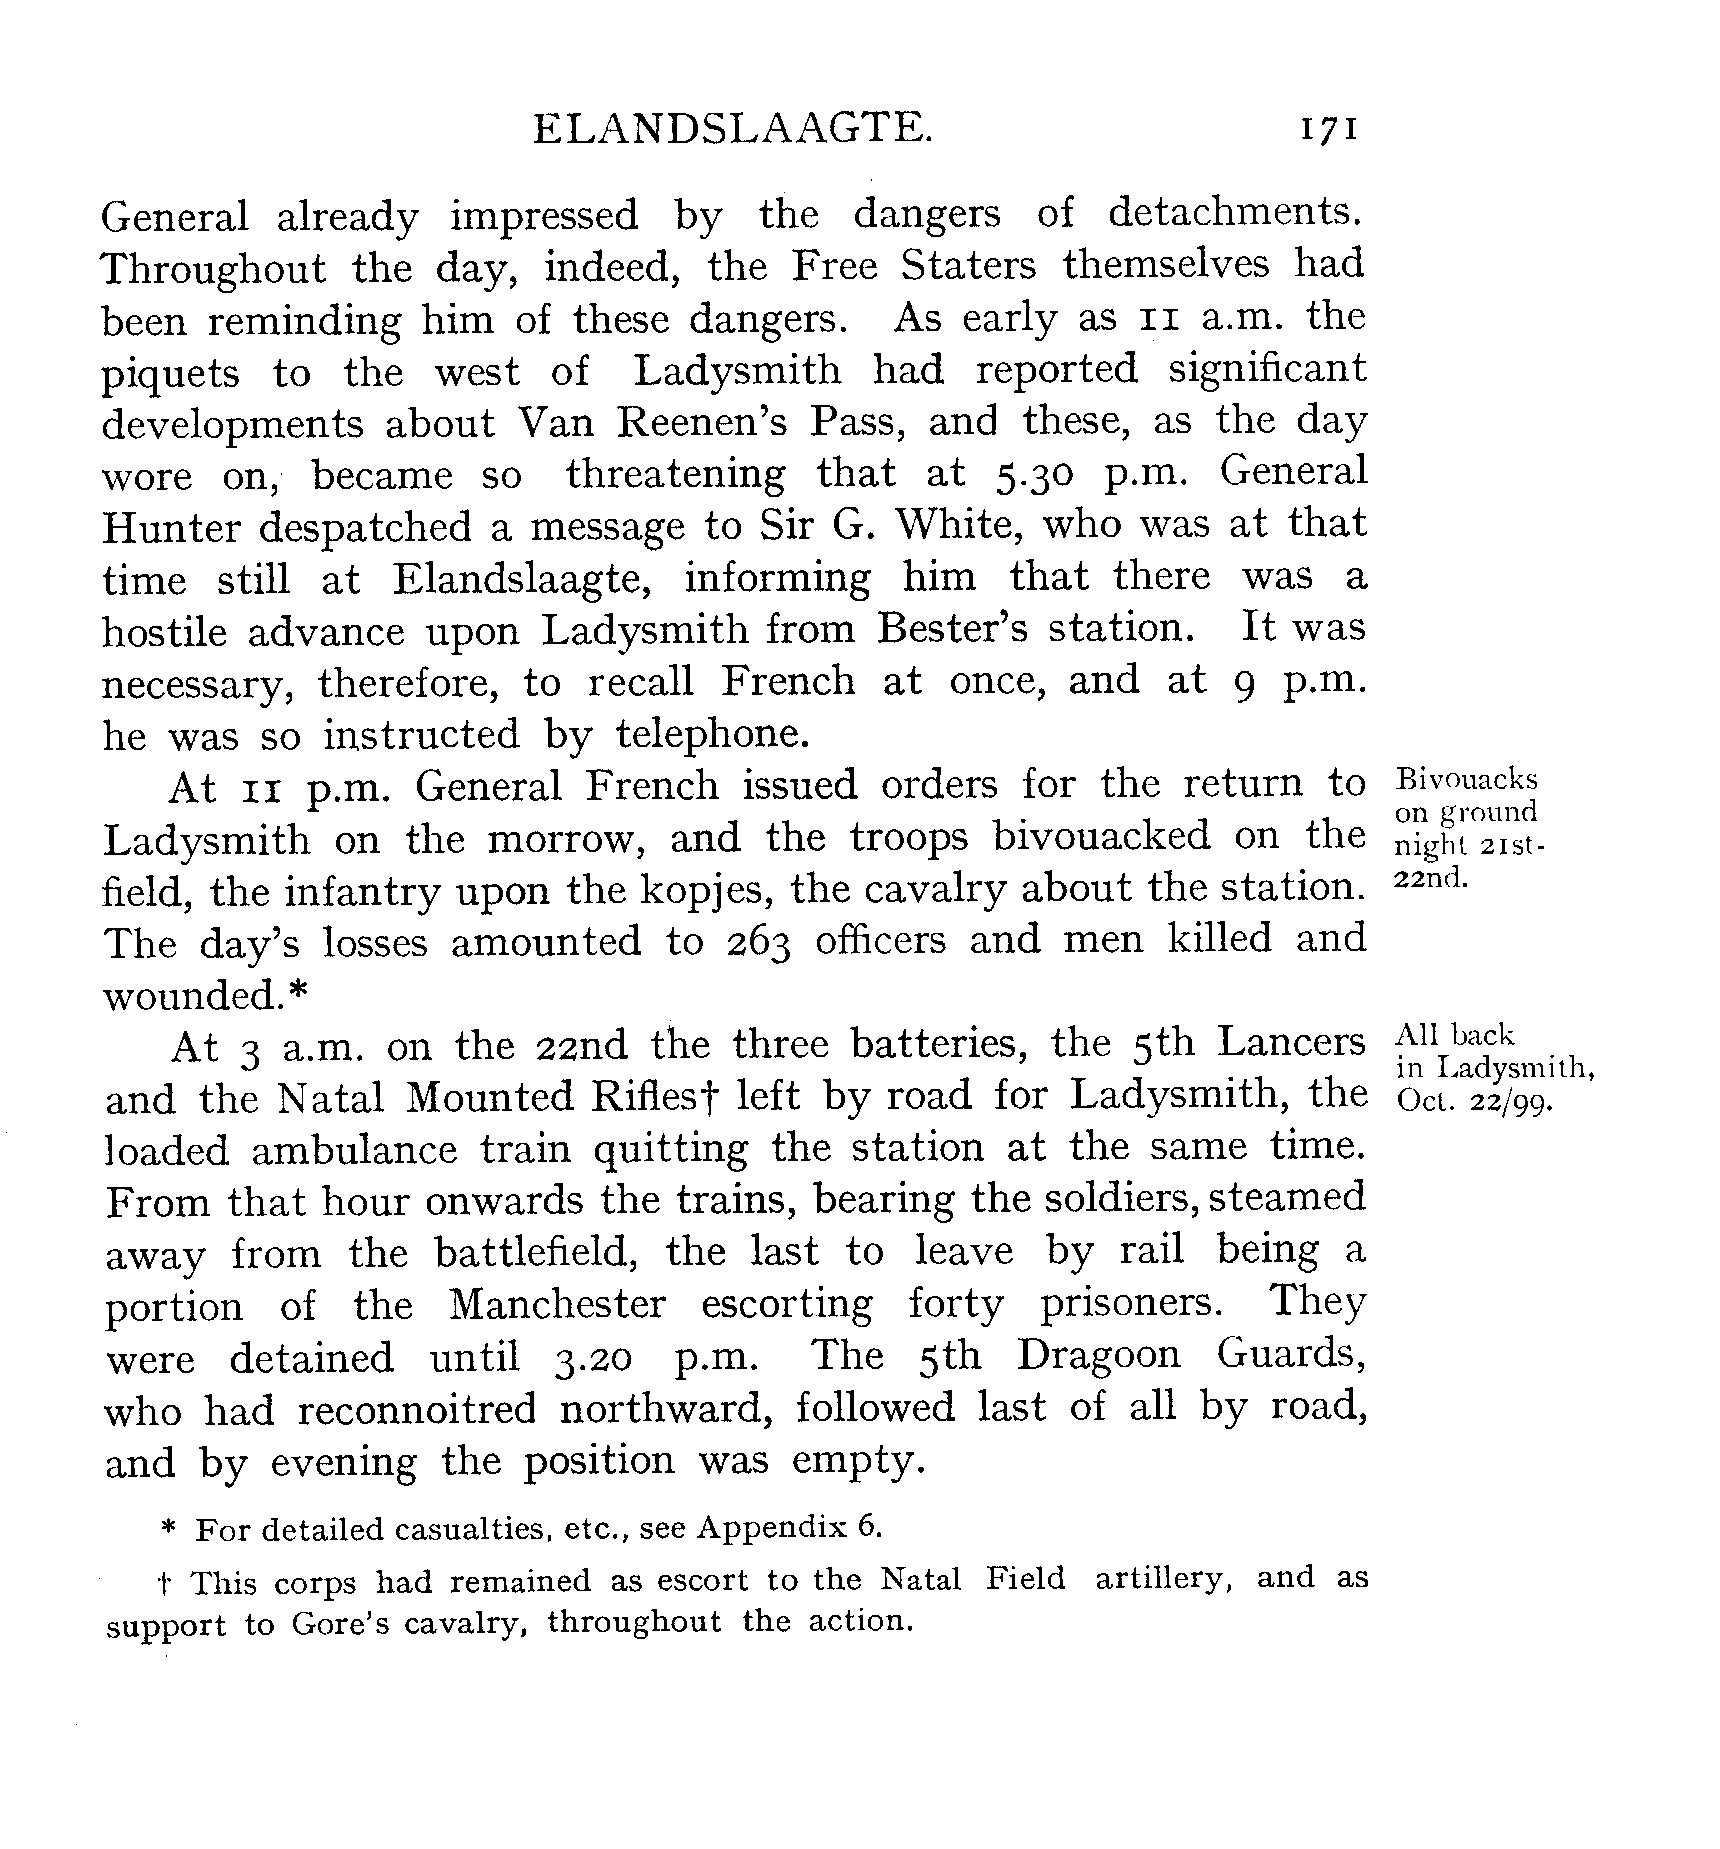 ELANDSLAAGTE. 171
General already impressed by the dangers of detachments.
Throughout the day, indeed, the Free Staters themselves had
been reminding him of these dangers. As early as 11 a.m. the
piquets to the west of Ladysmith had reported significant
developments about Van Reenen's Pass, and these, as the day
wore on, became so threatening that at 5.30 p.m. General
Hunter despatched a message to Sir G. White, who was at that
time still at Elandslaagte, informing him that there was a
hostile advance upon Ladysmith from Bester's station. It was
necessary, therefore, to recall French at once, and at 9 p.m.
he was so instructed by telephone.
At 11 p.m. General French issued orders for the return to
Ladysmith on the morrow, and the troops bivouacked on the
field, the infantry upon the kopjes, the cavalry about the station.
The day's losses amounted to 263 officers and men killed and
wounded.*
Bivouacks
on ground
night 21st-
22nd.
At 3 a.m. on the 22nd the three batteries, the 5th Lancers
and the Natal Mounted Rifles† left by road for Ladysmith, the
loaded ambulance train quitting the station at the same time.
From that hour onwards the trains, bearing the soldiers, steamed
away from the battlefield, the last to leave by rail being a
portion of the Manchester escorting forty prisoners. They
were detained until 3.20 p.m. The 5th Dragoon Guards,
who had reconnoitred northward, followed last of all by road,
and by evening the position was empty.
All back
in Ladysmith,
Oct. 22/99.
* For detailed casualties, etc., see Appendix 6.
† This corps had remained as escort to the Natal Field artillery, and as
support to Gore's cavalry, throughout the action.